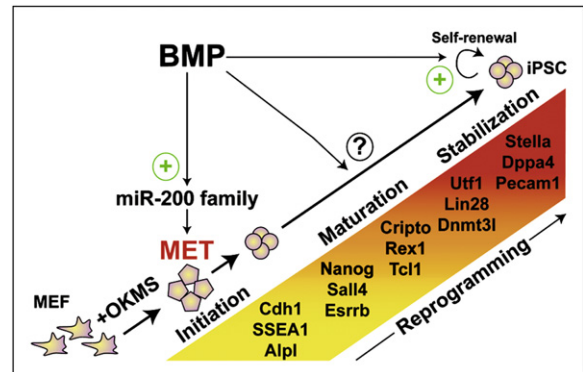 Self-renewal
BMP
+
iPSC
?
+
miR-200 family
MET
MEF
+OKMS
Initiation
Maturation
Stabilization
Cdh1
SSEA1
Alpl
Nanog
Sall4
Esrrb
Cripto
Rex1
Tcl1
Utf1
Lin28
Dnmt3l
Stella
Dppa4
Pecam1
Reprogramming